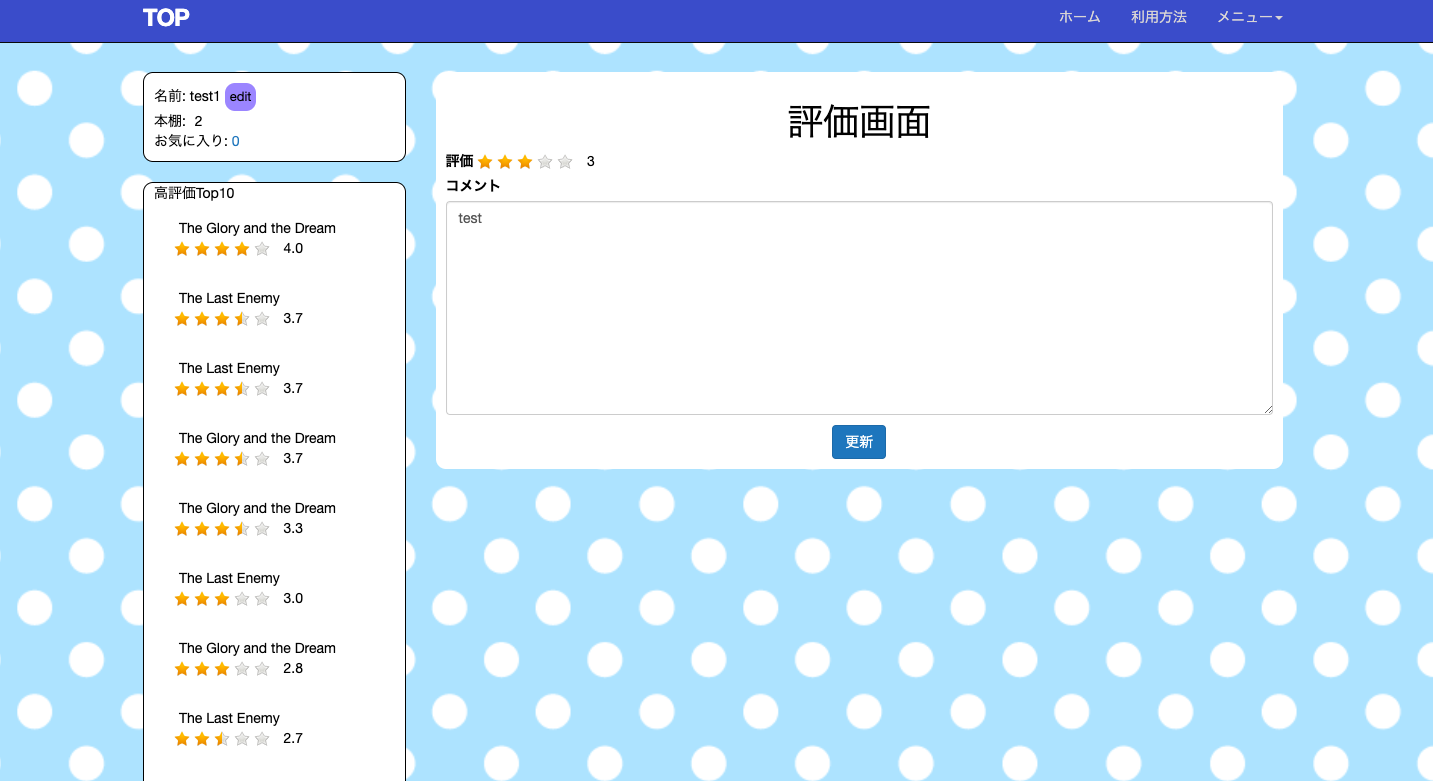 TOP
ホーム 利用方法 メニュー
名前: test1 edit
本棚: 2
お気に入り: 0
高評価Top10
The Glory and the Dream
4.0
The Last Enemy
3.7
The Last Enemy
3.7
The Glory and the Dream
3.7
The Glory and the Dream
3.3
The Last Enemy
3.0
The Glory and the Dream
2.8
The Last Enemy
2.7
評価画面
評価 3
コメント
test
更新